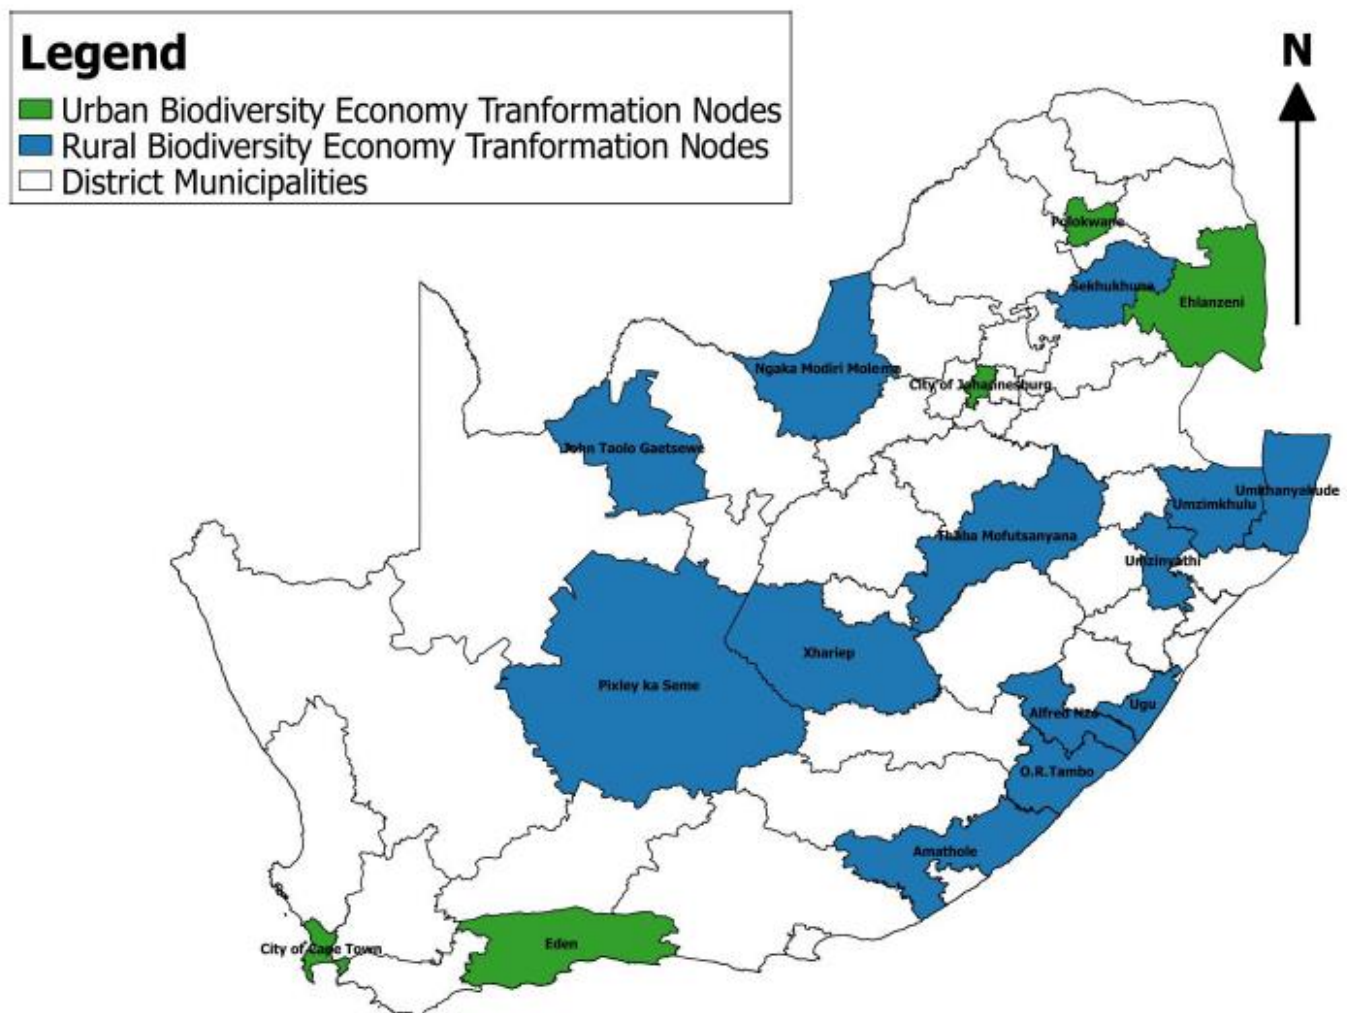 Legend
N
Urban Biodiversity Economy Tranformation Nodes
Rural Biodiversity Economy Tranformation Nodes
District Municipalities
Polokwane
Sekhukhune
Ehlanzeni
Ngaka Modiri Molema
City of Johannesburg
John Taolo Gaetsewe
Umkhanyakude
Umzimkhulu
Thaba Mofutsanyana
Umzinyathi
Xhariep
Pixley ka Seme
Ugu
Alfred Nzo
O.R.Tambo
Amathole
Eden
City of Cape Town